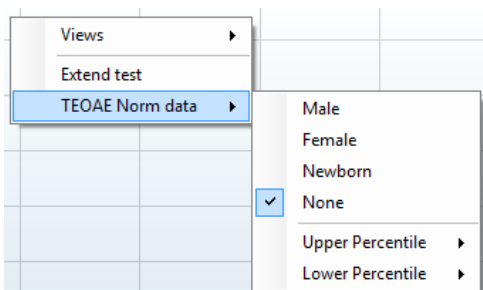 Views
Extend test
TEOAE Norm data
Male
Female
Newborn
None
Upper Percentile
Lower Percentile